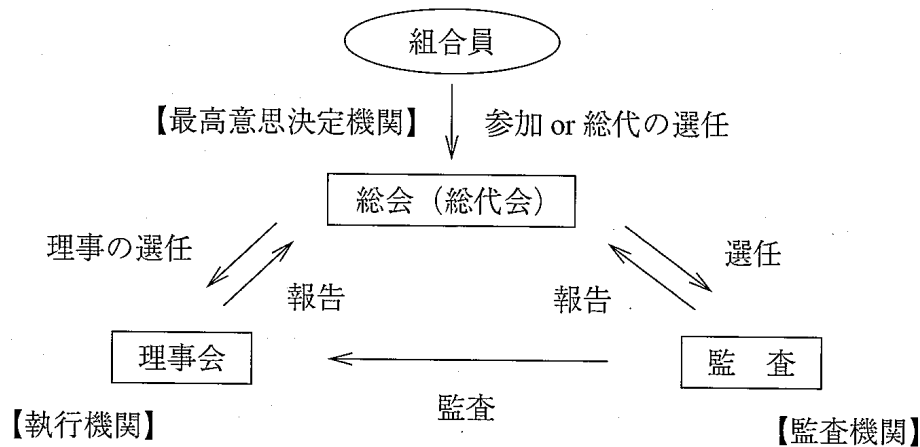 組合員
【最高意思決定機関】
参加 or 総代の選任
総会（総代会）
理事の選任
報告
報告
選任
理事会
監査
監　査
【執行機関】
【監査機関】